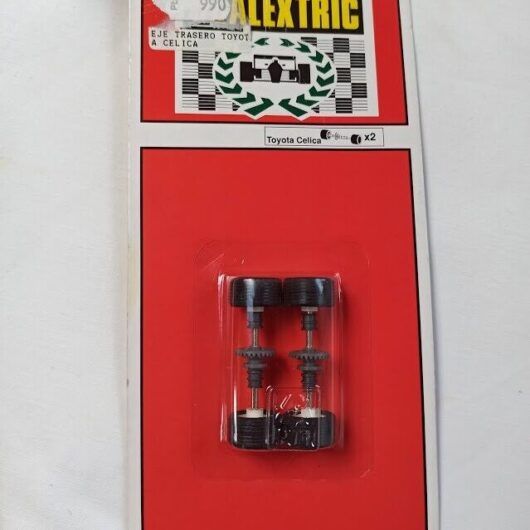 ALEXTRIC
990
EJE TRASERO TOYOT
A CELICA
Toyota Celica x2